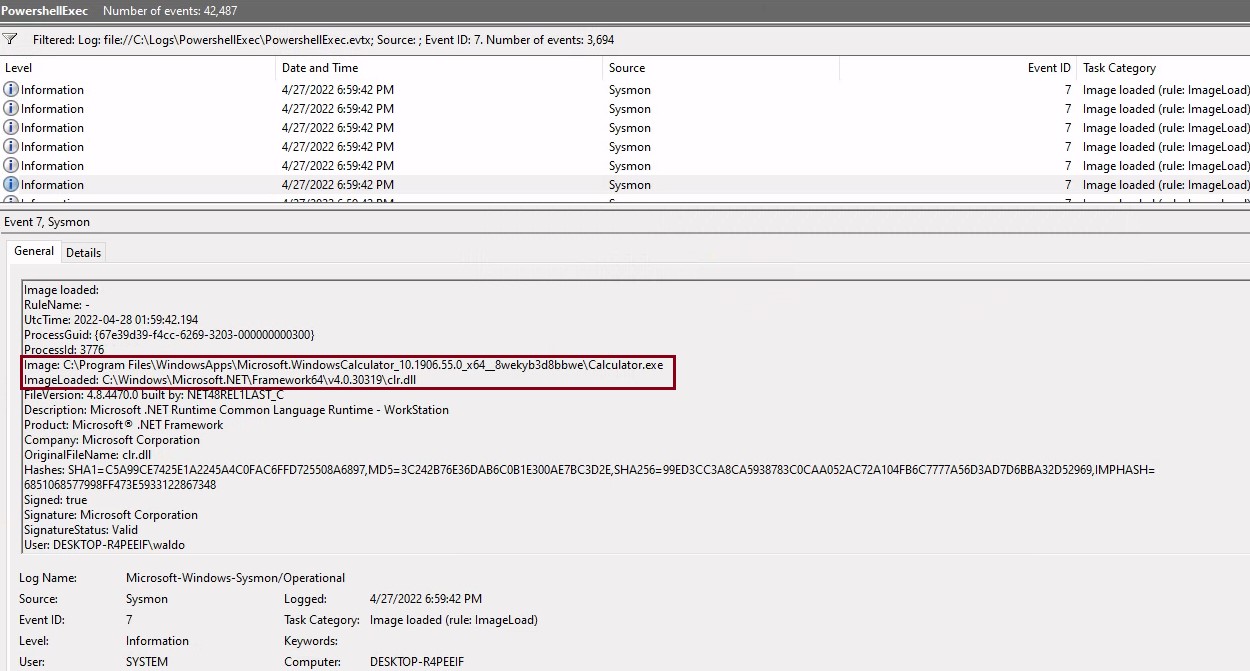 PowershellExec Number of events: 42,487
Filtered: Log: file://C:\Logs\PowershellExec\PowershellExec.evtx; Source: ; Event ID: 7. Number of events: 3,694
Level Date and Time Source Event ID Task Category
Information 4/27/2022 6:59:42 PM Sysmon 7 Image loaded (rule: ImageLoad)
Information 4/27/2022 6:59:42 PM Sysmon 7 Image loaded (rule: ImageLoad)
Information 4/27/2022 6:59:42 PM Sysmon 7 Image loaded (rule: ImageLoad)
Information 4/27/2022 6:59:42 PM Sysmon 7 Image loaded (rule: ImageLoad)
Information 4/27/2022 6:59:42 PM Sysmon 7 Image loaded (rule: ImageLoad)
Information 4/27/2022 6:59:42 PM Sysmon 7 Image loaded (rule: ImageLoad)
Event 7, Sysmon
General Details
Image loaded:
RuleName: -
UtcTime: 2022-04-28 01:59:42.194
ProcessGuid: {67e39d39-f4cc-6269-3203-000000000300}
ProcessId: 3776
Image: C:\Program Files\WindowsApps\Microsoft.WindowsCalculator_10.1906.55.0_x64__8wekyb3d8bbwe\Calculator.exe
ImageLoaded: C:\Windows\Microsoft.NET\Framework64\v4.0.30319\clr.dll
FileVersion: 4.8.4470.0 built by: NET48REL1LAST_C
Description: Microsoft .NET Runtime Common Language Runtime - WorkStation
Product: Microsoft® .NET Framework
Company: Microsoft Corporation
OriginalFileName: clr.dll
Hashes: SHA1=C5A99CE7425E1A2245A4C0FAC6FFD725508A6897,MD5=3C242B76E36DAB6C0B1E300AE7BC3D2E,SHA256=99ED3CC3A8CA5938783C0CAA052AC72A104FB6C7777A56D3AD7D6BBA32D52969,IMPHASH=
6851068577998FF473E5933122867348
Signed: true
Signature: Microsoft Corporation
SignatureStatus: Valid
User: DESKTOP-R4PEEIF\waldo
Log Name: Microsoft-Windows-Sysmon/Operational
Source: Sysmon Logged: 4/27/2022 6:59:42 PM
Event ID: 7 Task Category: Image loaded (rule: ImageLoad)
Level: Information Keywords:
User: SYSTEM Computer: DESKTOP-R4PEEIF